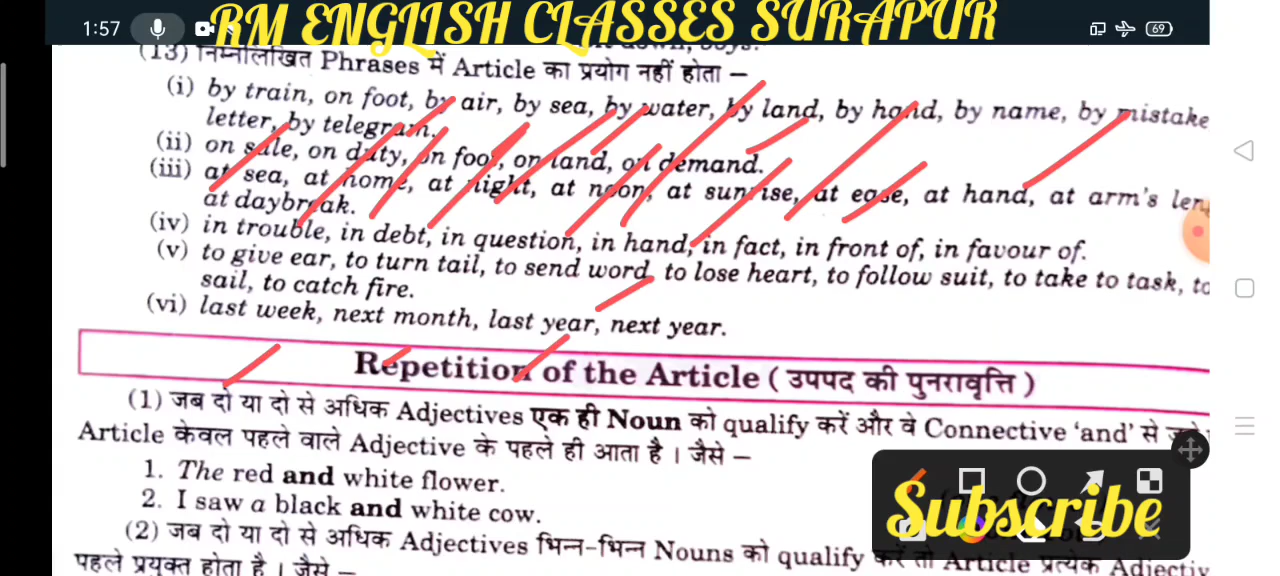 1:57
RM ENGLISH CLASSES SURAPUR
69
(13) निम्नलिखित Phrases में Article का प्रयोग नहीं होता –
(i) by train, on foot, by air, by sea, by water, by land, by hand, by name, by mistake
letter, by telegram.
(ii) on sale, on duty, on foot, on land, on demand.
(iii) at sea, at home, at night, at noon, at sunrise, at ease, at hand, at arm's
at daybreak.
(iv) in trouble, in debt, in question, in hand, in fact, in front of, in favour of.
(v) to give ear, to turn tail, to send word, to lose heart, to follow suit, to take to task,
sail, to catch fire.
(vi) last week, next month, last year, next year.
Repetition of the Article ( उपपद की पुनरावृत्ति )
(1) जब दो या दो से अधिक Adjectives एक ही Noun को qualify करें और वे Connective 'and' से
Article केवल पहले वाले Adjective के पहले ही आता है । जैसे –
1. The red and white flower.
2. I saw a black and white cow.
Subscribe
(2) जब दो या दो से अधिक Adjectives भिन्न-भिन्न Nouns को qualify करें तो Article प्रत्येक
पहले प्रयुक्त होता है । जैसे –